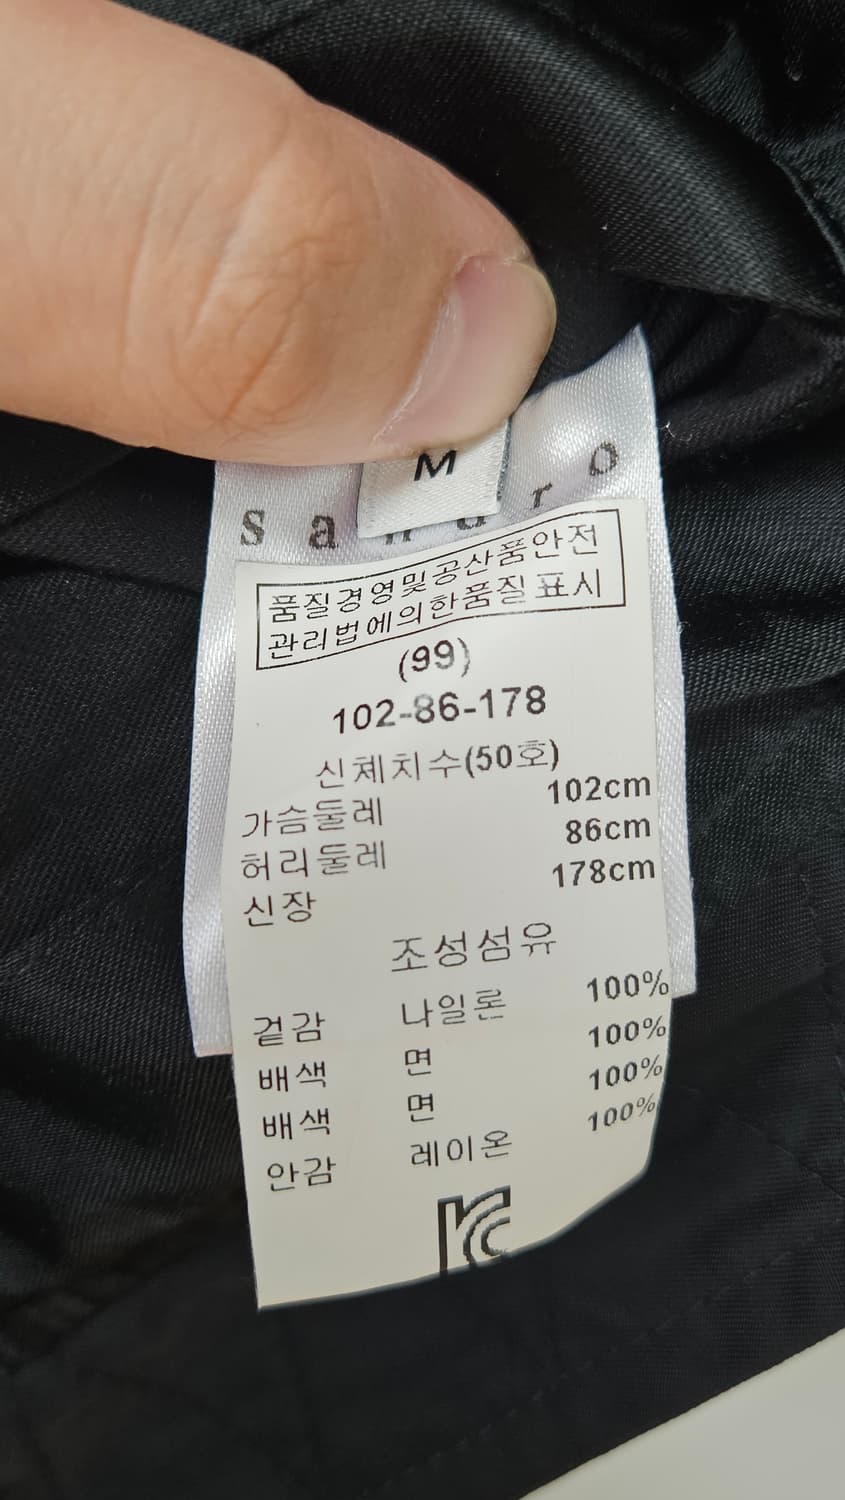 M
sandro
품질경영및공산품안전
관리법에의한품질표시
(99)
102-86-178
신체치수(50호)
가슴둘레 102cm
허리둘레 86cm
신장 178cm
조성섬유
겉감 나일론 100%
배색 면 100%
배색 면 100%
안감 레이온 100%
KC